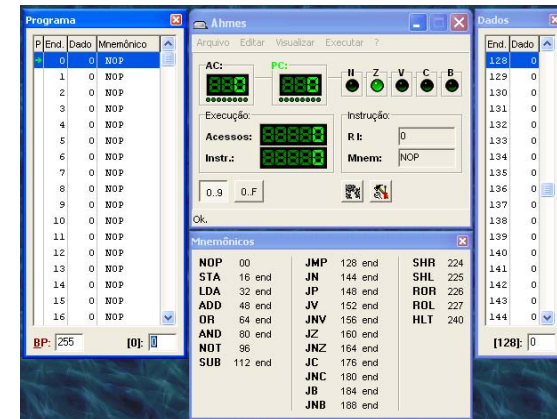 Programa
P End. Dado Mnemônico
0 0 NOP
1 0 NOP
2 0 NOP
3 0 NOP
4 0 NOP
5 0 NOP
6 0 NOP
7 0 NOP
8 0 NOP
9 0 NOP
10 0 NOP
11 0 NOP
12 0 NOP
13 0 NOP
14 0 NOP
15 0 NOP
16 0 NOP
BP: 255 [0]: 0
Ahmes
Arquivo Editar Visualizar Executar ?
AC: PC: N Z V C B
0 0
Execução: Instrução:
Acessos: 0 RI: 0
Instr.: 0 Mnem: NOP
0..9 0..F
Ok.
Mnemônicos
NOP 00 JMP 128 end SHR 224
STA 16 end JN 144 end SHL 225
LDA 32 end JP 148 end ROR 226
ADD 48 end JV 152 end ROL 227
OR 64 end JNV 156 end HLT 240
AND 80 end JZ 160 end
NOT 96 JNZ 164 end
SUB 112 end JC 176 end
JNC 180 end
JB 184 end
JNB 188 end
Dados
End. Dado
128 0
129 0
130 0
131 0
132 0
133 0
134 0
135 0
136 0
137 0
138 0
139 0
140 0
141 0
142 0
143 0
144 0
[128]: 0